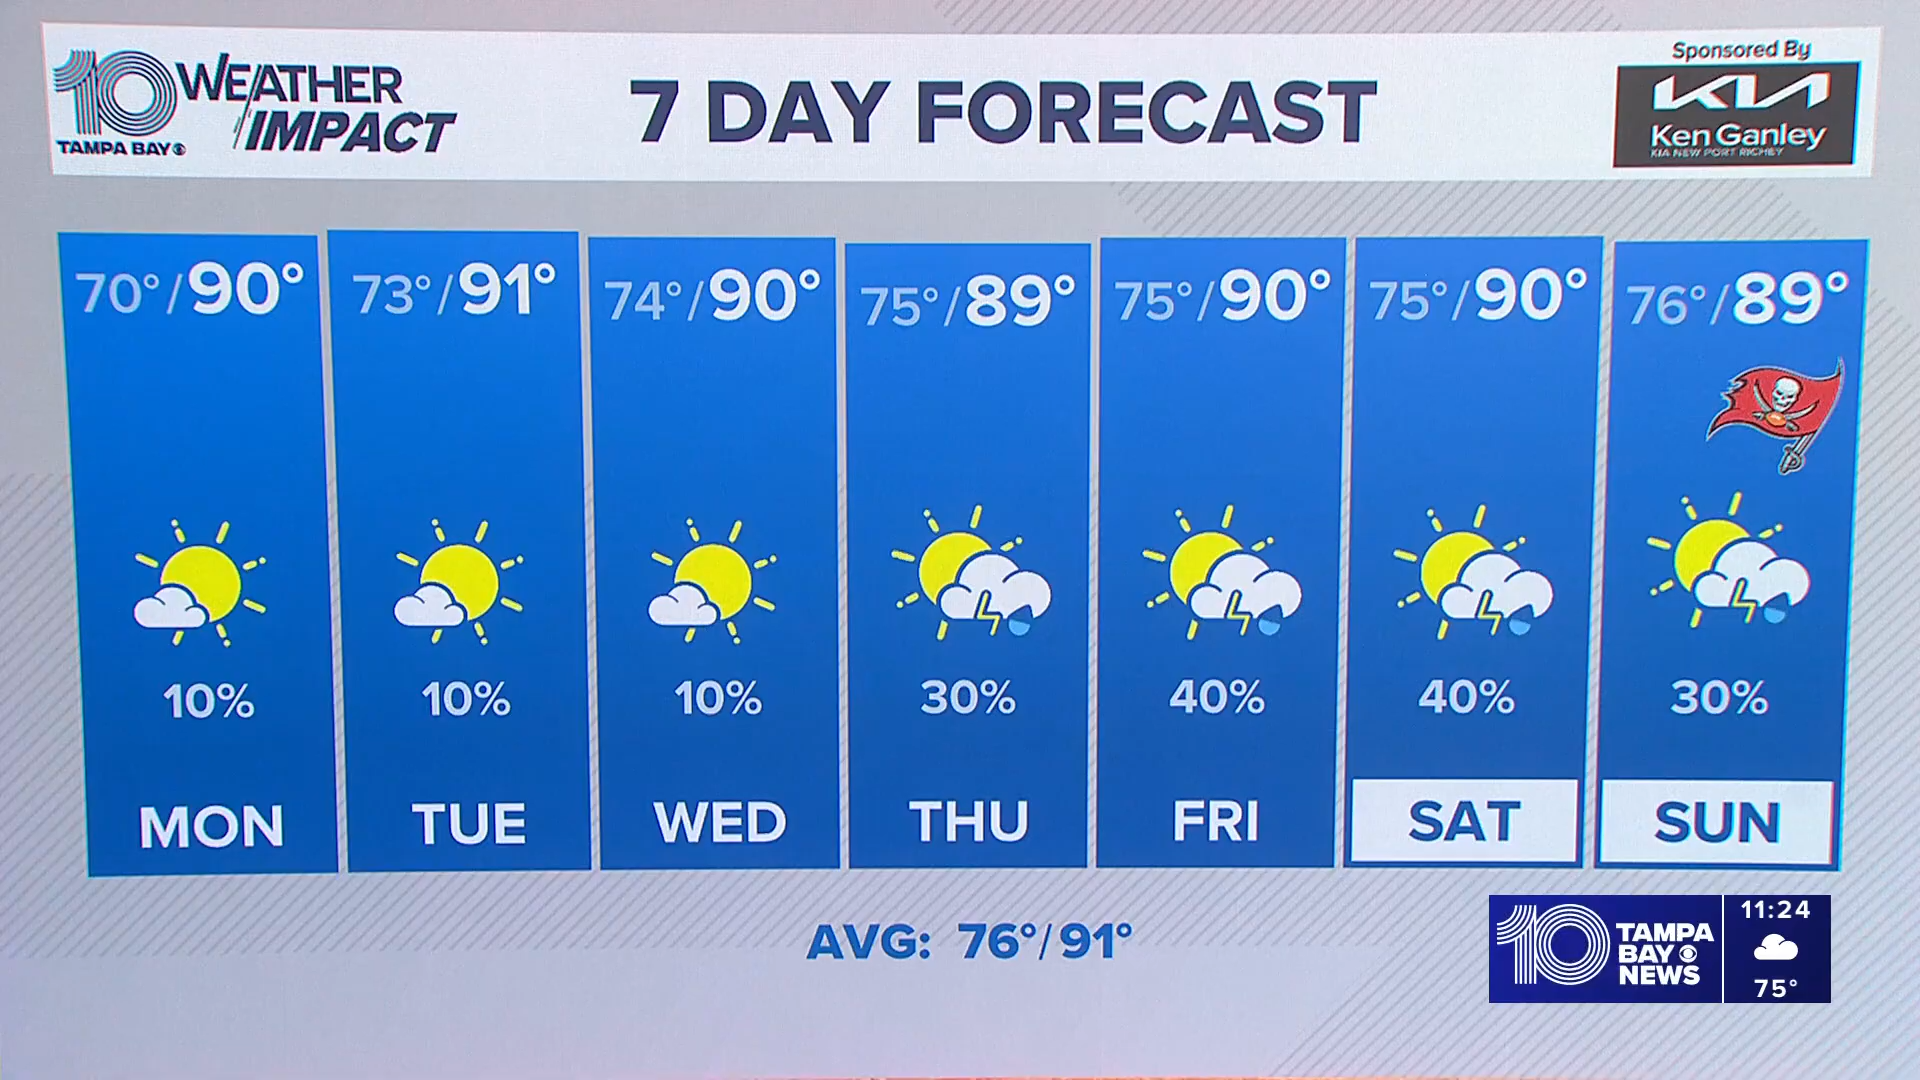 10 WEATHER
IMPACT
TAMPA BAY
7 DAY FORECAST
Sponsored By
KIA
Ken Ganley
KIA NEW PORT RICHEY
70°/90° 73°/91° 74°/90° 75°/89° 75°/90° 75°/90° 76°/89°
10% 10% 10% 30% 40% 40% 30%
MON TUE WED THU FRI SAT SUN
AVG: 76°/91°
10 TAMPA
BAY
NEWS
11:24
75°